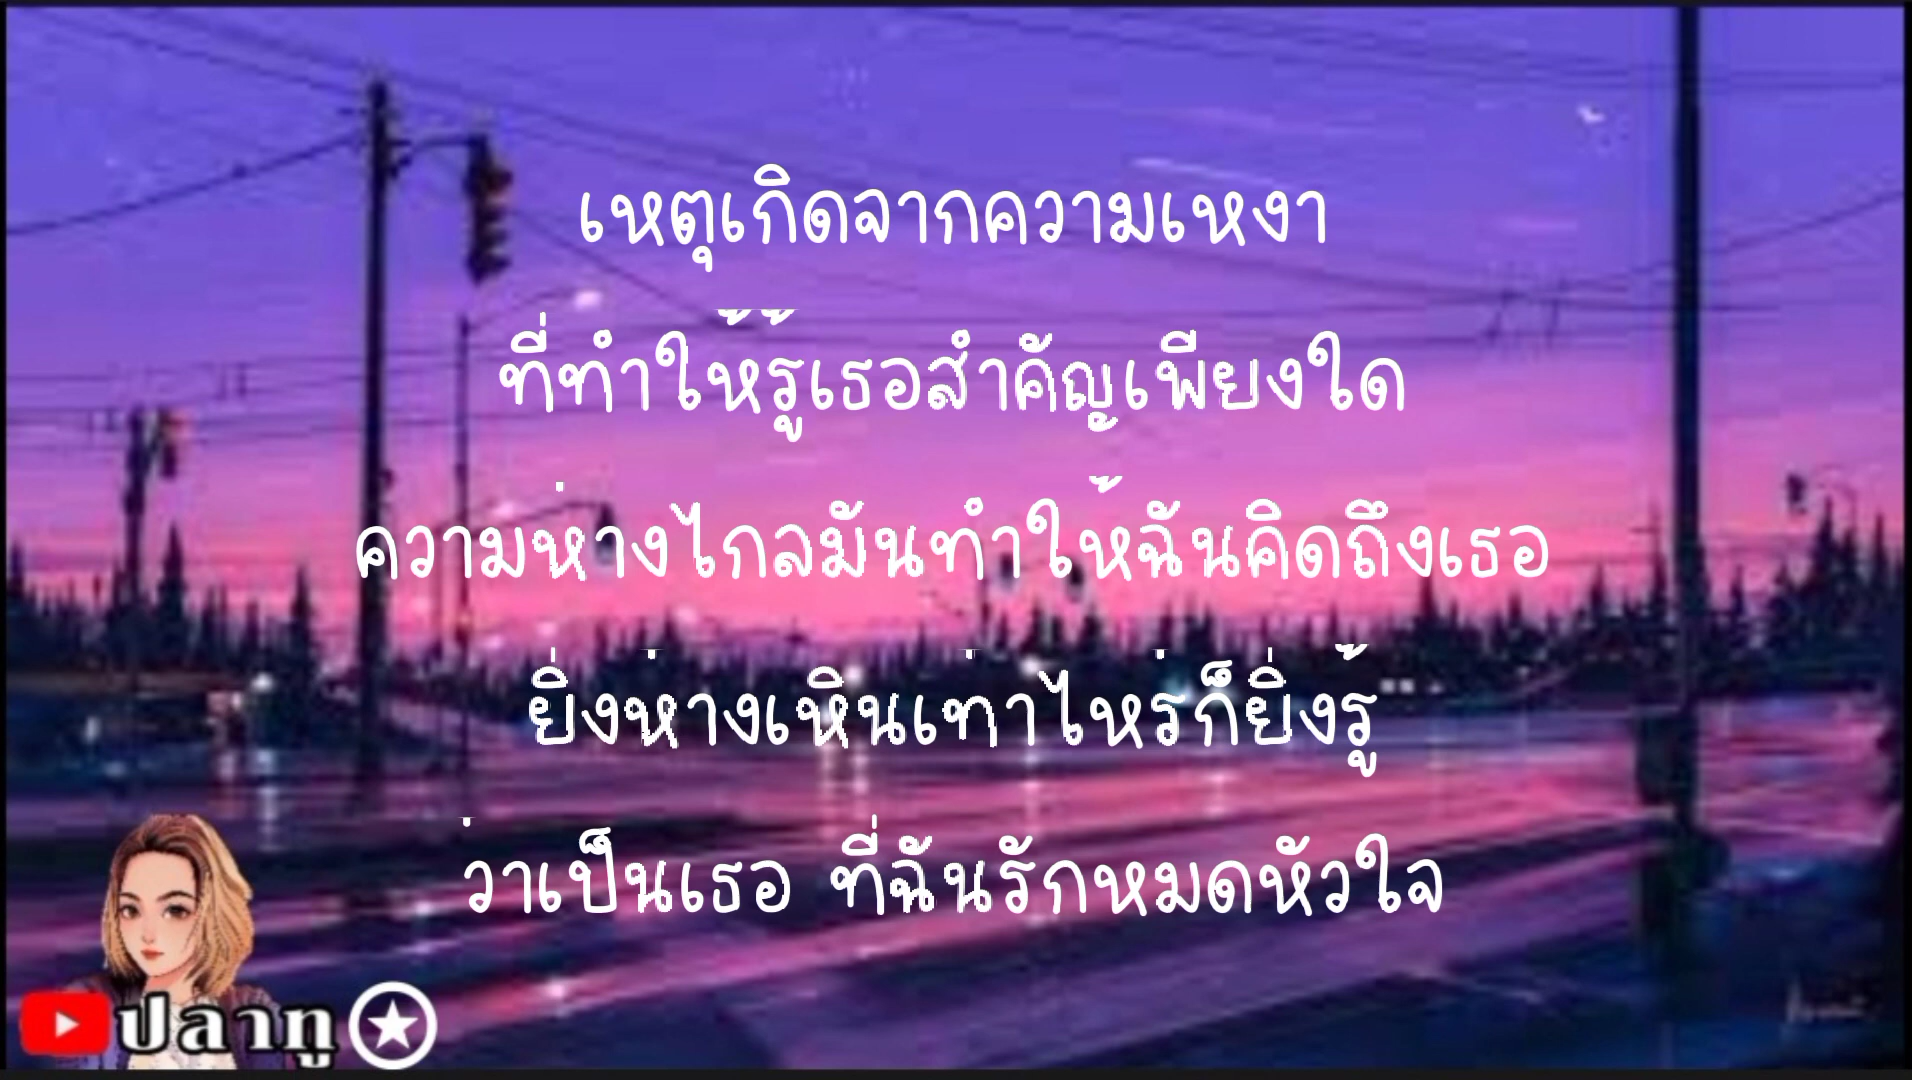 เหตุเกิดจากความเหงา
ที่ทำให้รู้เธอสำคัญเพียงใด
ความห่างไกลมันทำให้ฉันคิดถึงเธอ
ยิ่งห่างเหินเท่าไหร่ก็ยิ่งรู้
ว่าเป็นเธอ ที่ฉันรักหมดหัวใจ
ปลาทู